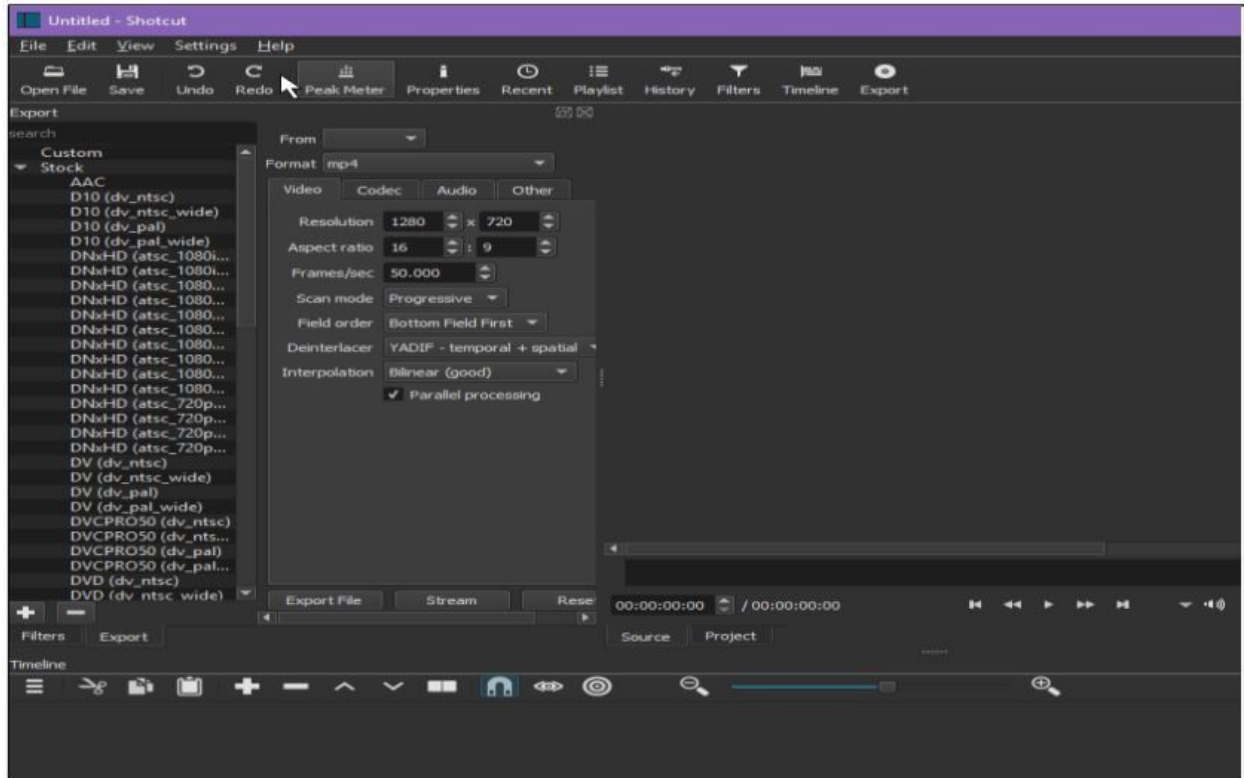 Untitled - Shotcut
File Edit View Settings Help
Open File Save Undo Redo Peak Meter Properties Recent Playlist History Filters Timeline Export
Export
search
Custom
Stock
AAC
D10 (dv_ntsc)
D10 (dv_ntsc_wide)
D10 (dv_pal)
D10 (dv_pal_wide)
DNxHD (atsc_1080i...
DNxHD (atsc_1080i...
DNxHD (atsc_1080...
DNxHD (atsc_1080...
DNxHD (atsc_1080...
DNxHD (atsc_1080...
DNxHD (atsc_1080...
DNxHD (atsc_1080...
DNxHD (atsc_1080...
DNxHD (atsc_1080...
DNxHD (atsc_720p...
DNxHD (atsc_720p...
DNxHD (atsc_720p...
DNxHD (atsc_720p...
DV (dv_ntsc)
DV (dv_ntsc_wide)
DV (dv_pal)
DV (dv_pal_wide)
DVCPRO50 (dv_ntsc)
DVCPRO50 (dv_nts...
DVCPRO50 (dv_pal)
DVCPRO50 (dv_pal...
DVD (dv_ntsc)
DVD (dv_ntsc_wide)
From
Format mp4
Video Codec Audio Other
Resolution 1280 x 720
Aspect ratio 16 : 9
Frames/sec 50.000
Scan mode Progressive
Field order Bottom Field First
Deinterlacer YADIF - temporal + spatial
Interpolation Bilinear (good)
Parallel processing
Export File Stream Rese
00:00:00:00 / 00:00:00:00
Filters Export
Source Project
Timeline